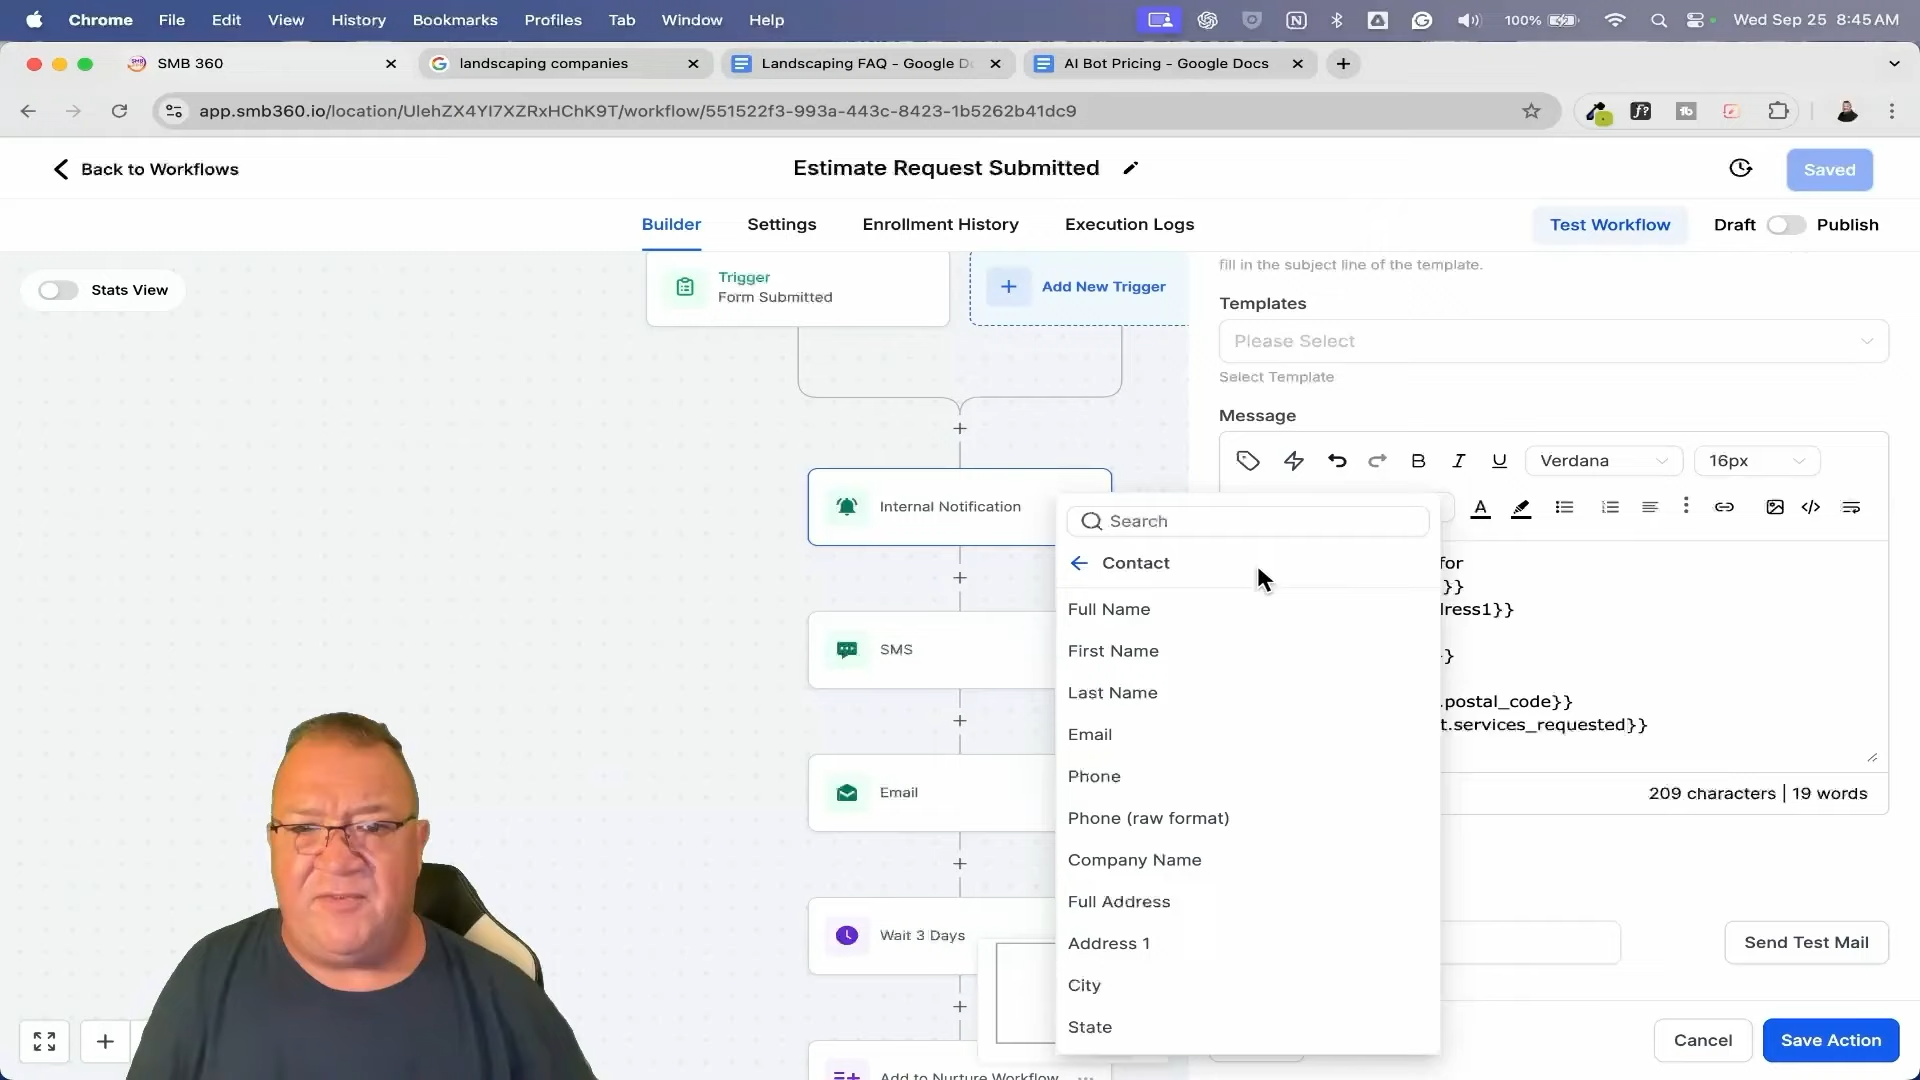 Chrome File Edit View History Bookmarks Profiles Tab Window Help 100% Wed Sep 25 8:45 AM
SMB 360 landscaping companies Landscaping FAQ - Google D AI Bot Pricing - Google Docs
app.smb360.io/location/UlehZX4YI7XZRxHChK9T/workflow/551522f3-993a-443c-8423-1b5262b41dc9
Back to Workflows Estimate Request Submitted Saved
Builder Settings Enrollment History Execution Logs Test Workflow Draft Publish
Stats View
Trigger
Form Submitted
Add New Trigger
Internal Notification
SMS
Email
Wait 3 Days
Add to Nurture Workflow
fill in the subject line of the template.
Templates
Please Select
Select Template
Message
Verdana 16px
Search
Contact
Full Name
First Name
Last Name
Email
Phone
Phone (raw format)
Company Name
Full Address
Address 1
City
State
for
}}
dress1}}
}}
.postal_code}}
t.services_requested}}
209 characters | 19 words
Send Test Mail
Cancel Save Action